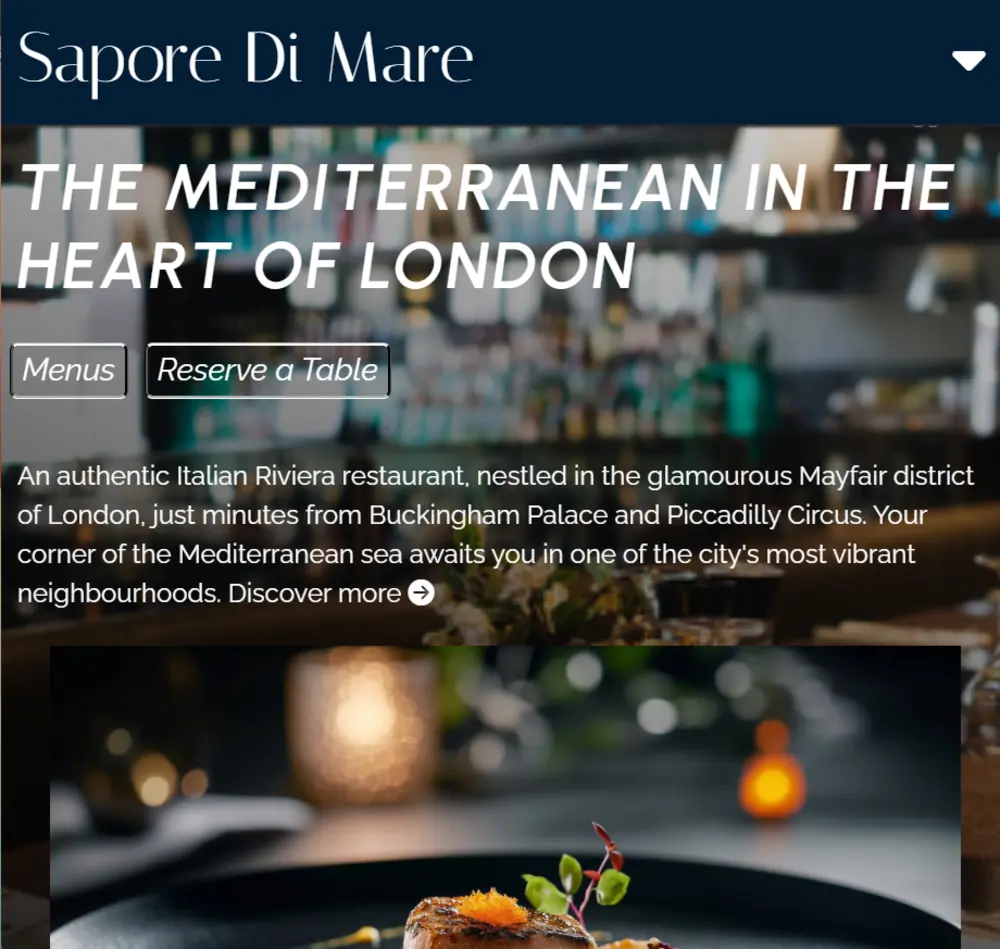 Sapore Di Mare
THE MEDITERRANEAN IN THE
HEART OF LONDON
Menus
Reserve a Table
An authentic Italian Riviera restaurant, nestled in the glamourous Mayfair district
of London, just minutes from Buckingham Palace and Piccadilly Circus. Your
corner of the Mediterranean sea awaits you in one of the city's most vibrant
neighbourhoods. Discover more